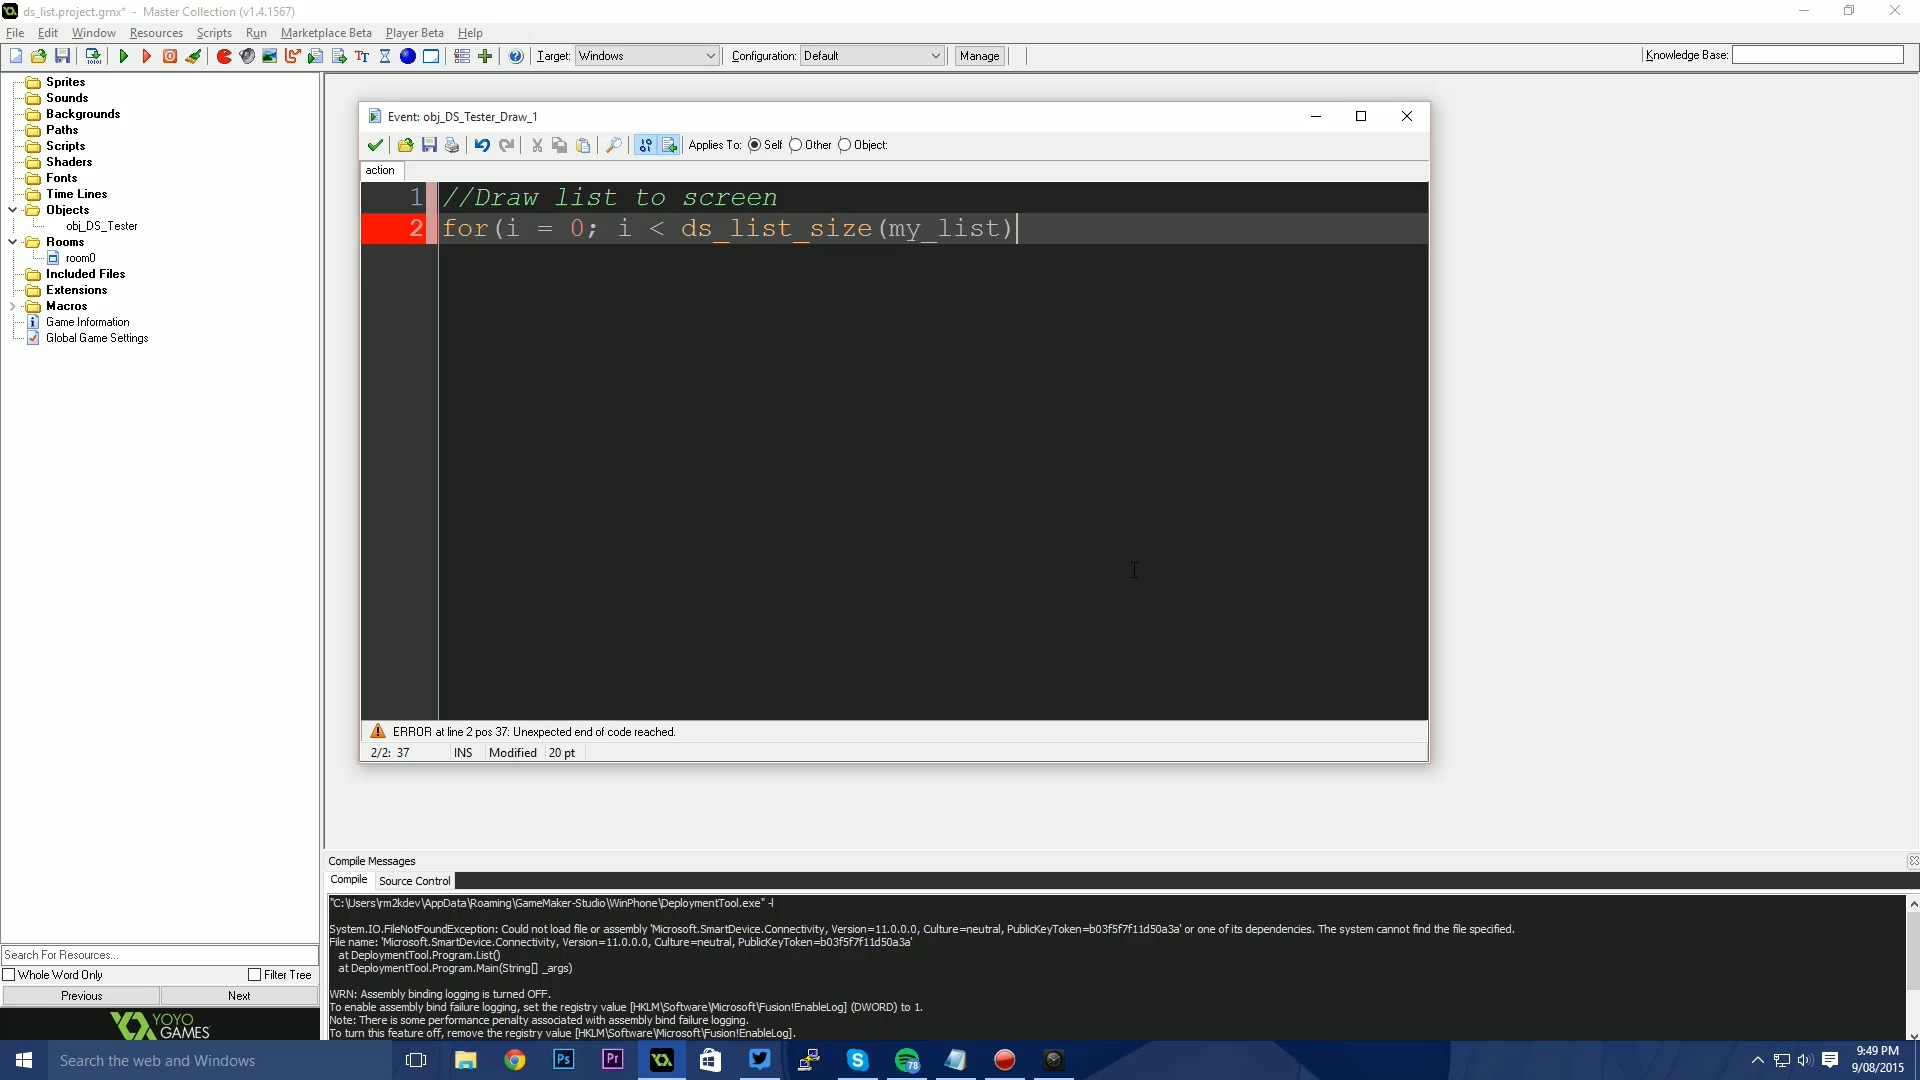 ds_list.project.gmx* - Master Collection (v1.4.1567)
File Edit Window Resources Scripts Run Marketplace Beta Player Beta Help
Target: Windows Configuration: Default Manage Knowledge Base:
Sprites
Sounds
Backgrounds
Paths
Scripts
Shaders
Fonts
Time Lines
Objects
obj_DS_Tester
Rooms
room0
Included Files
Extensions
Macros
Game Information
Global Game Settings
Event: obj_DS_Tester_Draw_1
Applies To: Self Other Object:
action
1 //Draw list to screen
2 for(i = 0; i < ds_list_size(my_list)
ERROR at line 2 pos 37: Unexpected end of code reached.
2/2: 37 INS Modified 20 pt
Compile Messages
Compile Source Control
"C:\Users\rm2kdev\AppData\Roaming\GameMaker-Studio\WinPhone\DeploymentTool.exe" -l
System.IO.FileNotFoundException: Could not load file or assembly 'Microsoft.SmartDevice.Connectivity, Version=11.0.0.0, Culture=neutral, PublicKeyToken=b03f5f7f11d50a3a' or one of its dependencies. The system cannot find the file specified.
File name: 'Microsoft.SmartDevice.Connectivity, Version=11.0.0.0, Culture=neutral, PublicKeyToken=b03f5f7f11d50a3a'
at DeploymentTool.Program.List()
at DeploymentTool.Program.Main(String[] _args)
WRN: Assembly binding logging is turned OFF.
To enable assembly bind failure logging, set the registry value [HKLM\Software\Microsoft\Fusion!EnableLog] (DWORD) to 1.
Note: There is some performance penalty associated with assembly bind failure logging.
To turn this feature off, remove the registry value [HKLM\Software\Microsoft\Fusion!EnableLog].
Search For Resources...
Whole Word Only Filter Tree
Previous Next
YOYO
GAMES
Search the web and Windows
Ps
Pr
78
9:49 PM
9/08/2015